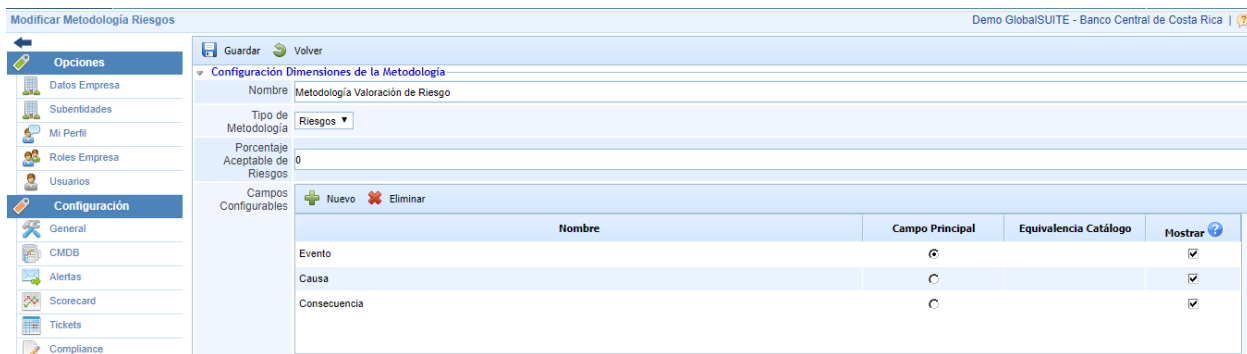 Modificar Metodología Riesgos
Demo GlobalSUITE - Banco Central de Costa Rica |
Opciones
Datos Empresa
Subentidades
Mi Perfil
Roles Empresa
Usuarios
Configuración
General
CMDB
Alertas
Scorecard
Tickets
Compliance
Guardar Volver
Configuración Dimensiones de la Metodología
Nombre Metodología Valoración de Riesgo
Tipo de
Metodología
Riesgos
Porcentaje
Aceptable de
Riesgos
0
Campos
Configurables
Nuevo Eliminar
Nombre Campo Principal Equivalencia Catálogo Mostrar ?
Evento
Causa
Consecuencia